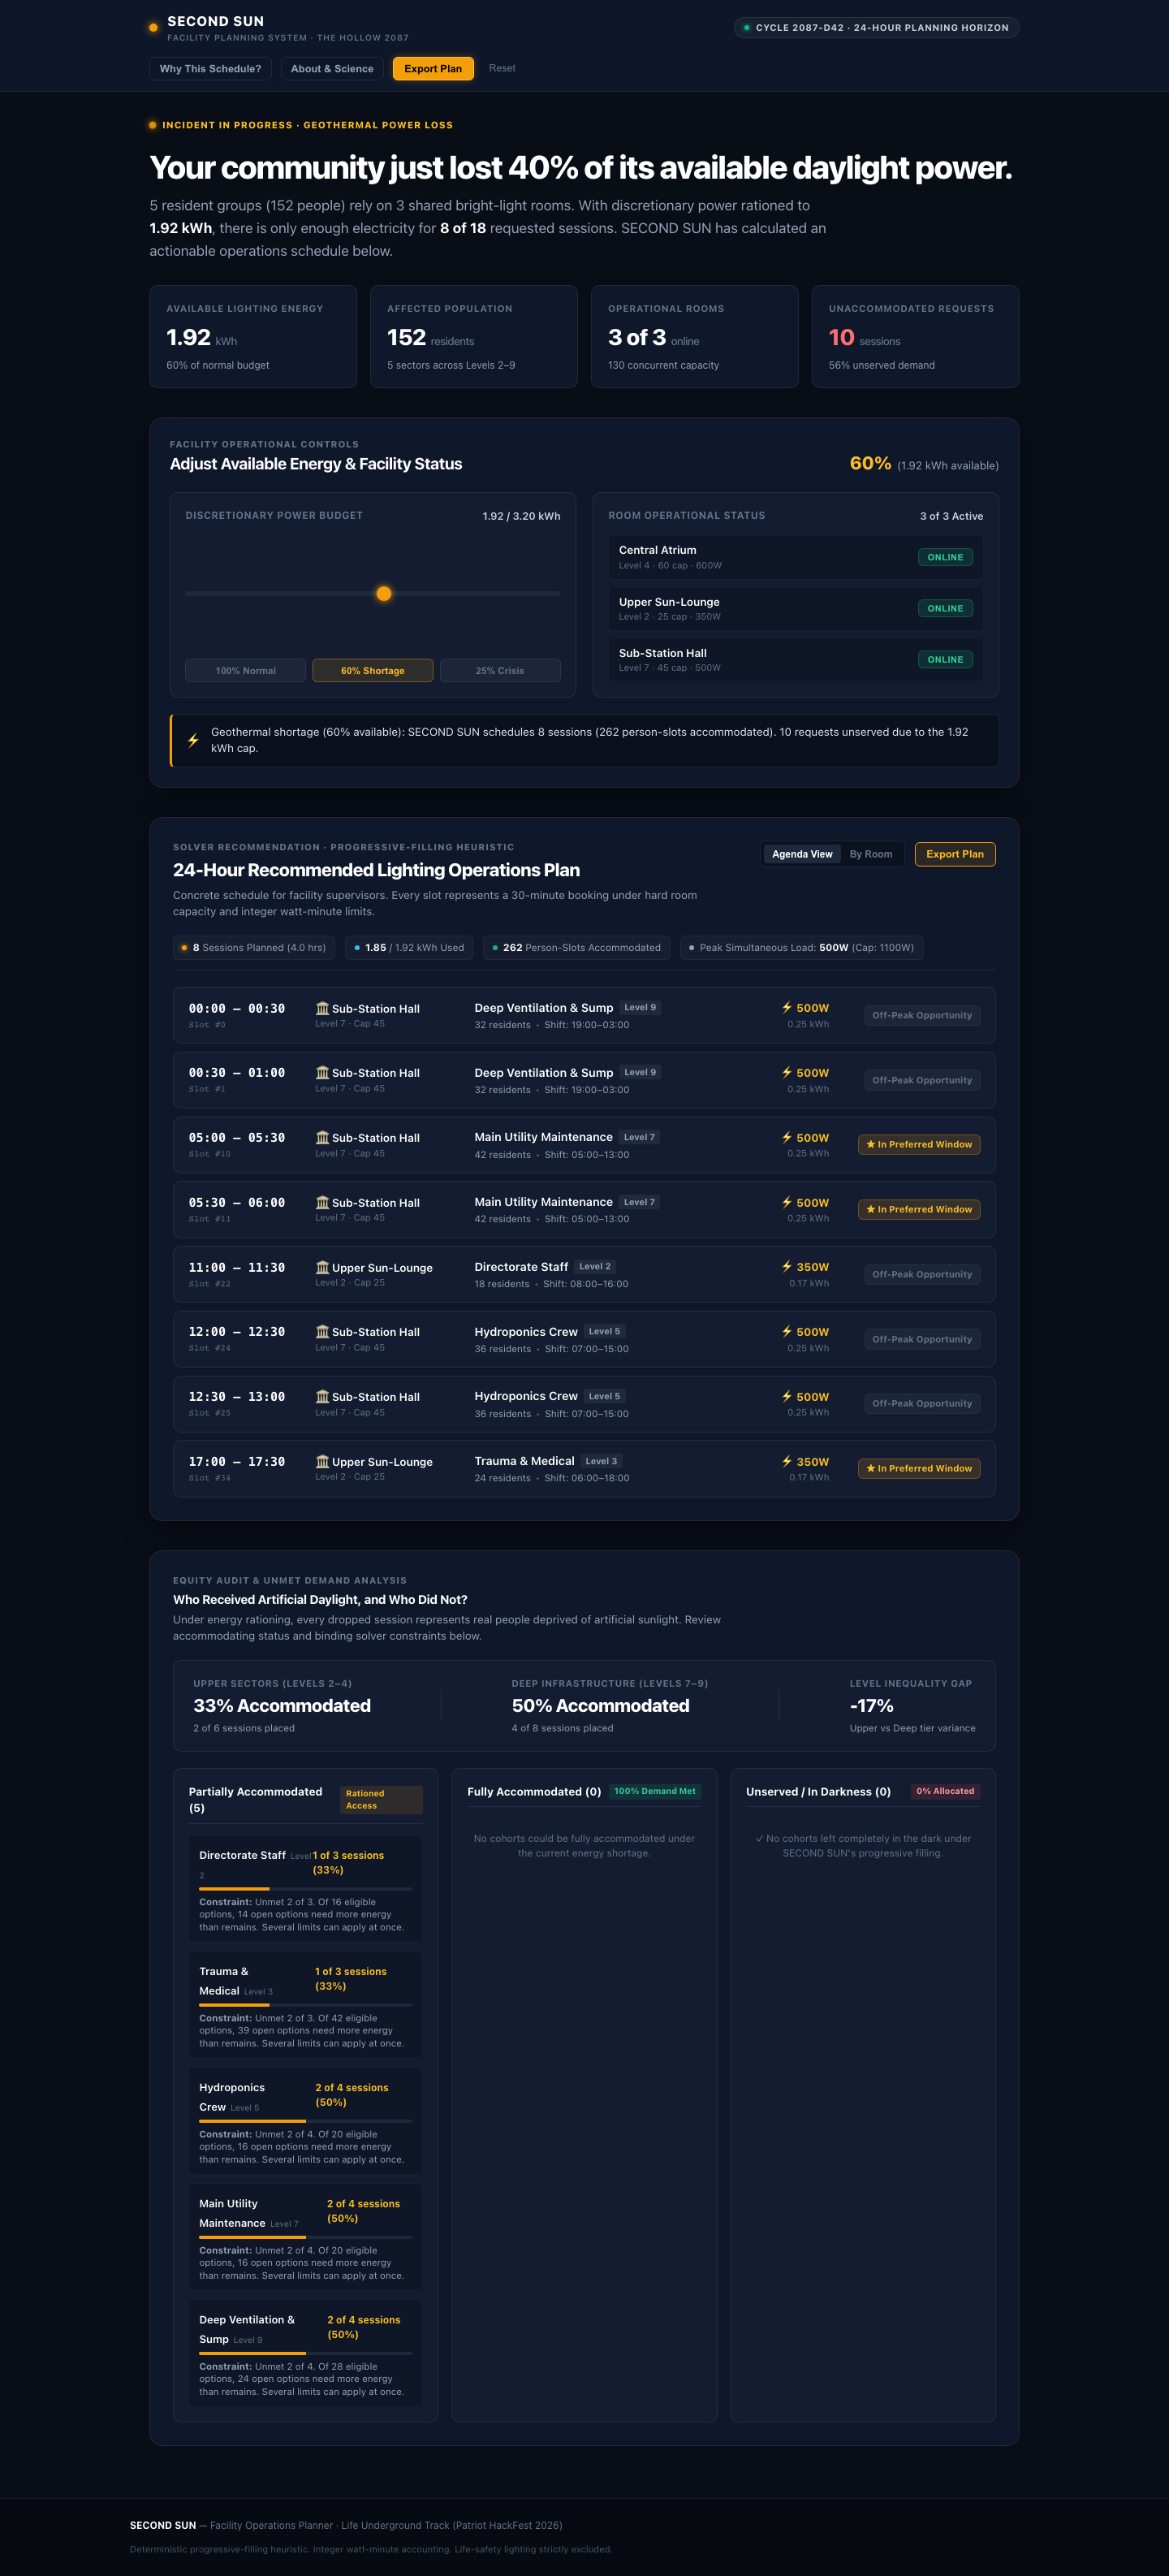 SECOND SUN
FACILITY PLANNING SYSTEM · THE HOLLOW 2087
CYCLE 2087-D42 · 24-HOUR PLANNING HORIZON
Why This Schedule?
About & Science
Export Plan
Reset
INCIDENT IN PROGRESS · GEOTHERMAL POWER LOSS
Your community just lost 40% of its available daylight power.
5 resident groups (152 people) rely on 3 shared bright-light rooms. With discretionary power rationed to
1.92 kWh, there is only enough electricity for 8 of 18 requested sessions. SECOND SUN has calculated an
actionable operations schedule below.
AVAILABLE LIGHTING ENERGY
1.92 kWh
60% of normal budget
AFFECTED POPULATION
152 residents
5 sectors across Levels 2–9
OPERATIONAL ROOMS
3 of 3 online
130 concurrent capacity
UNACCOMMODATED REQUESTS
10 sessions
56% unserved demand
FACILITY OPERATIONAL CONTROLS
Adjust Available Energy & Facility Status
60% (1.92 kWh available)
DISCRETIONARY POWER BUDGET
1.92 / 3.20 kWh
100% Normal
60% Shortage
25% Crisis
ROOM OPERATIONAL STATUS
3 of 3 Active
Central Atrium
Level 4 · 60 cap · 600W
ONLINE
Upper Sun-Lounge
Level 2 · 25 cap · 350W
ONLINE
Sub-Station Hall
Level 7 · 45 cap · 500W
ONLINE
Geothermal shortage (60% available): SECOND SUN schedules 8 sessions (262 person-slots accommodated). 10 requests unserved due to the 1.92
kWh cap.
SOLVER RECOMMENDATION · PROGRESSIVE-FILLING HEURISTIC
24-Hour Recommended Lighting Operations Plan
Concrete schedule for facility supervisors. Every slot represents a 30-minute booking under hard room
capacity and integer watt-minute limits.
Agenda View
By Room
Export Plan
8 Sessions Planned (4.0 hrs)
1.85 / 1.92 kWh Used
262 Person-Slots Accommodated
Peak Simultaneous Load: 500W (Cap: 1100W)
00:00 – 00:30
Slot #0
Sub-Station Hall
Level 7 · Cap 45
Deep Ventilation & Sump Level 9
32 residents • Shift: 19:00–03:00
500W
0.25 kWh
Off-Peak Opportunity
00:30 – 01:00
Slot #1
Sub-Station Hall
Level 7 · Cap 45
Deep Ventilation & Sump Level 9
32 residents • Shift: 19:00–03:00
500W
0.25 kWh
Off-Peak Opportunity
05:00 – 05:30
Slot #10
Sub-Station Hall
Level 7 · Cap 45
Main Utility Maintenance Level 7
42 residents • Shift: 05:00–13:00
500W
0.25 kWh
★ In Preferred Window
05:30 – 06:00
Slot #11
Sub-Station Hall
Level 7 · Cap 45
Main Utility Maintenance Level 7
42 residents • Shift: 05:00–13:00
500W
0.25 kWh
★ In Preferred Window
11:00 – 11:30
Slot #22
Upper Sun-Lounge
Level 2 · Cap 25
Directorate Staff Level 2
18 residents • Shift: 08:00–16:00
350W
0.17 kWh
Off-Peak Opportunity
12:00 – 12:30
Slot #24
Sub-Station Hall
Level 7 · Cap 45
Hydroponics Crew Level 5
36 residents • Shift: 07:00–15:00
500W
0.25 kWh
Off-Peak Opportunity
12:30 – 13:00
Slot #25
Sub-Station Hall
Level 7 · Cap 45
Hydroponics Crew Level 5
36 residents • Shift: 07:00–15:00
500W
0.25 kWh
Off-Peak Opportunity
17:00 – 17:30
Slot #34
Upper Sun-Lounge
Level 2 · Cap 25
Trauma & Medical Level 3
24 residents • Shift: 06:00–18:00
350W
0.17 kWh
★ In Preferred Window
EQUITY AUDIT & UNMET DEMAND ANALYSIS
Who Received Artificial Daylight, and Who Did Not?
Under energy rationing, every dropped session represents real people deprived of artificial sunlight. Review
accommodating status and binding solver constraints below.
UPPER SECTORS (LEVELS 2–4)
33% Accommodated
2 of 6 sessions placed
DEEP INFRASTRUCTURE (LEVELS 7–9)
50% Accommodated
4 of 8 sessions placed
LEVEL INEQUALITY GAP
-17%
Upper vs Deep tier variance
Partially Accommodated
(5)
Rationed
Access
Directorate Staff Level
2
1 of 3 sessions
(33%)
Constraint: Unmet 2 of 3. Of 16 eligible
options, 14 open options need more energy
than remains. Several limits can apply at once.
Trauma &
Medical Level 3
1 of 3 sessions
(33%)
Constraint: Unmet 2 of 3. Of 42 eligible
options, 39 open options need more energy
than remains. Several limits can apply at once.
Hydroponics
Crew Level 5
2 of 4 sessions
(50%)
Constraint: Unmet 2 of 4. Of 20 eligible
options, 16 open options need more energy
than remains. Several limits can apply at once.
Main Utility
Maintenance Level 7
2 of 4 sessions
(50%)
Constraint: Unmet 2 of 4. Of 20 eligible
options, 16 open options need more energy
than remains. Several limits can apply at once.
Deep Ventilation &
Sump Level 9
2 of 4 sessions
(50%)
Constraint: Unmet 2 of 4. Of 28 eligible
options, 24 open options need more energy
than remains. Several limits can apply at once.
Fully Accommodated (0)
100% Demand Met
No cohorts could be fully accommodated under
the current energy shortage.
Unserved / In Darkness (0)
0% Allocated
✓ No cohorts left completely in the dark under
SECOND SUN's progressive filling.
SECOND SUN — Facility Operations Planner · Life Underground Track (Patriot HackFest 2026)
Deterministic progressive-filling heuristic. Integer watt-minute accounting. Life-safety lighting strictly excluded.